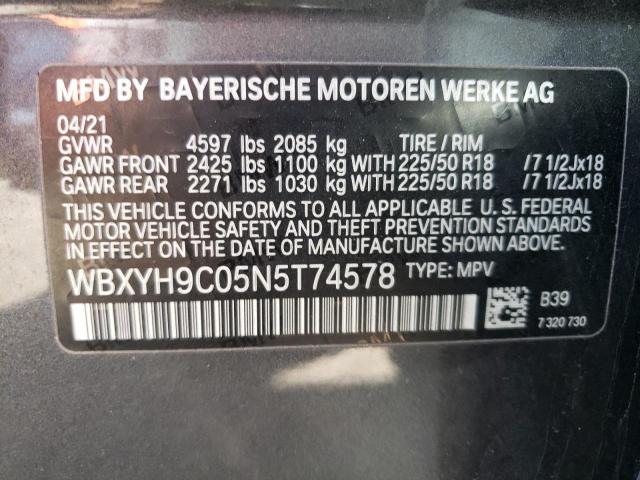 MFD BY BAYERISCHE MOTOREN WERKE AG
04/21
GVWR 4597 lbs 2085 kg TIRE / RIM
GAWR FRONT 2425 lbs 1100 kg WITH 225/50 R18 /7 1/2Jx18
GAWR REAR 2271 lbs 1030 kg WITH 225/50 R18 /7 1/2Jx18
THIS VEHICLE CONFORMS TO ALL APPLICABLE U. S. FEDERAL
MOTOR VEHICLE SAFETY AND THEFT PREVENTION STANDARDS
IN EFFECT ON THE DATE OF MANUFACTURE SHOWN ABOVE.
WBXYH9C05N5T74578 TYPE: MPV
B39
7 320 730